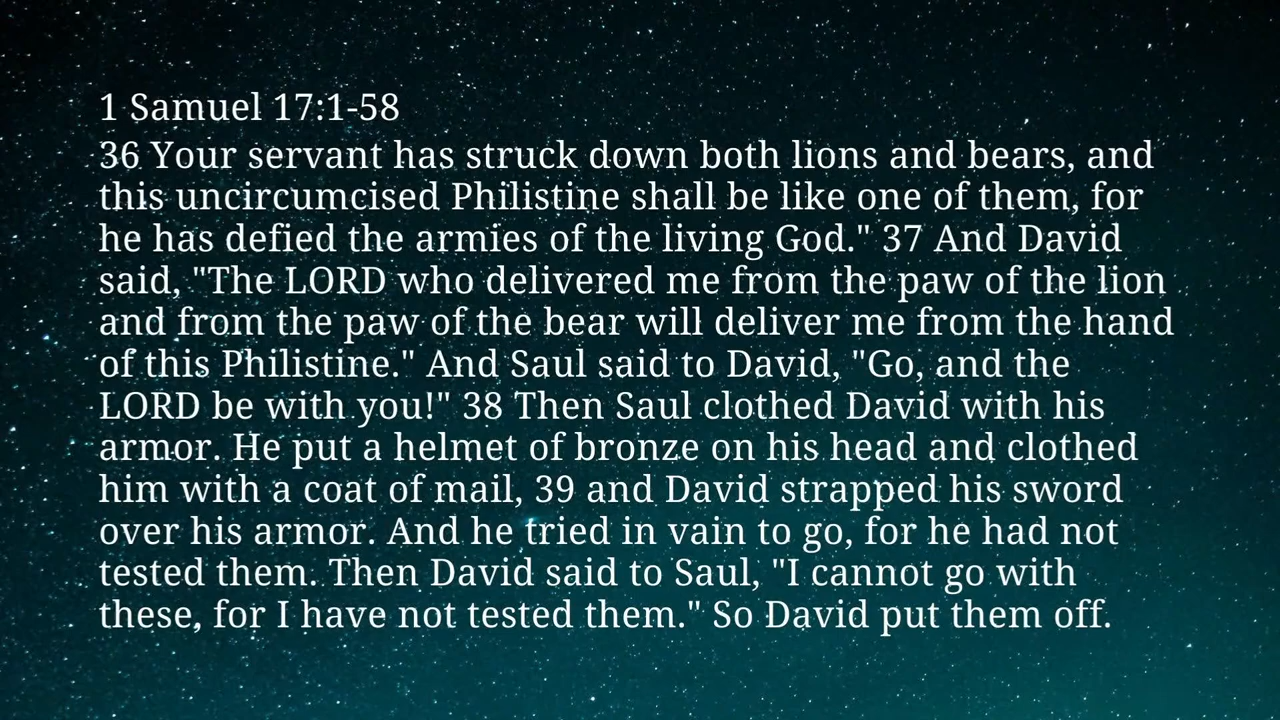 1 Samuel 17:1-58
36 Your servant has struck down both lions and bears, and
this uncircumcised Philistine shall be like one of them, for
he has defied the armies of the living God." 37 And David
said, "The LORD who delivered me from the paw of the lion
and from the paw of the bear will deliver me from the hand
of this Philistine." And Saul said to David, "Go, and the
LORD be with you!" 38 Then Saul clothed David with his
armor. He put a helmet of bronze on his head and clothed
him with a coat of mail, 39 and David strapped his sword
over his armor. And he tried in vain to go, for he had not
tested them. Then David said to Saul, "I cannot go with
these, for I have not tested them." So David put them off.